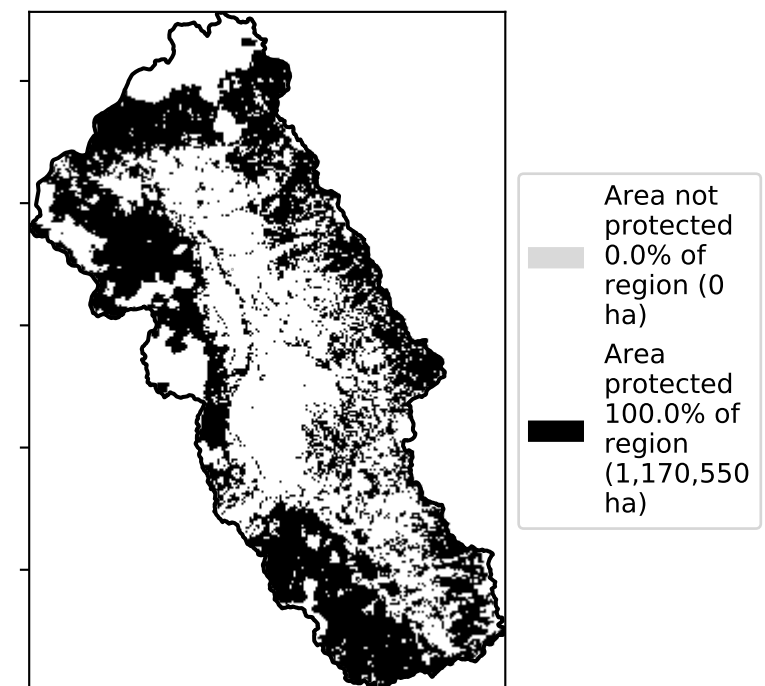 Area not
protected
0.0% of
region (0
ha)
Area
protected
100.0% of
region
(1,170,550
ha)